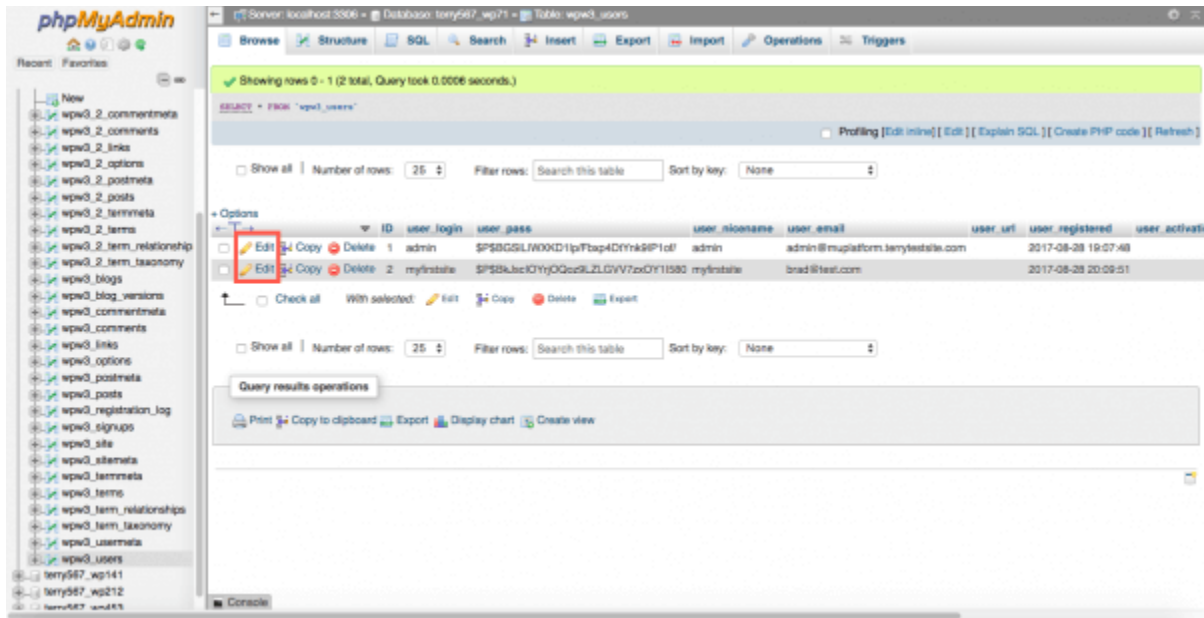 phpMyAdmin
Recent Favorites
New
wpw3_2_commentmeta
wpw3_2_comments
wpw3_2_links
wpw3_2_options
wpw3_2_postmeta
wpw3_2_posts
wpw3_2_termmeta
wpw3_2_terms
wpw3_2_term_relationship
wpw3_2_term_taxonomy
wpw3_blogs
wpw3_blog_versions
wpw3_commentmeta
wpw3_comments
wpw3_links
wpw3_options
wpw3_postmeta
wpw3_posts
wpw3_registration_log
wpw3_signups
wpw3_site
wpw3_sitemeta
wpw3_termmeta
wpw3_terms
wpw3_term_relationships
wpw3_term_taxonomy
wpw3_usermeta
wpw3_users
terry567_wp141
terry567_wp212
terry567_wp453
Server: localhost:3306 » Database: terry567_wp71 » Table: wpw3_users
Browse Structure SQL Search Insert Export Import Operations Triggers
Showing rows 0 - 1 (2 total, Query took 0.0006 seconds.)
SELECT * FROM `wpw3_users`
Profiling [Edit inline] [ Edit ] [ Explain SQL ] [ Create PHP code ] [ Refresh ]
Show all | Number of rows: 25 Filter rows: Search this table Sort by key: None
+ Options
←T→ ID user_login user_pass user_nicename user_email user_url user_registered user_activati
Edit Copy Delete 1 admin admin admin@muplatform.terrytestsite.com 2017-08-28 19:07:48
Edit Copy Delete 2 myfirstsite myfirstsite brad@test.com 2017-08-28 20:09:51
Check all With selected: Edit Copy Delete Export
Show all | Number of rows: 25 Filter rows: Search this table Sort by key: None
Query results operations
Print Copy to clipboard Export Display chart Create view
Console